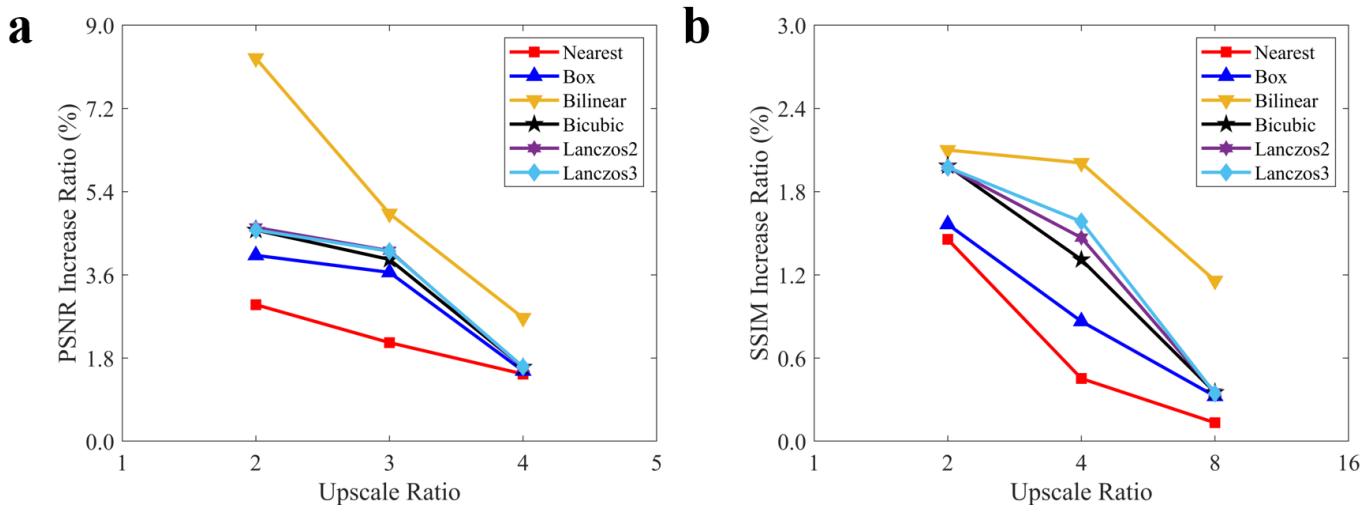 a
9.0
7.2
5.4
3.6
1.8
0.0
PSNR Increase Ratio (%)
1 2 3 4 5
Upscale Ratio
Nearest
Box
Bilinear
Bicubic
Lanczos2
Lanczos3
b
3.0
2.4
1.8
1.2
0.6
0.0
SSIM Increase Ratio (%)
1 2 4 8 16
Upscale Ratio
Nearest
Box
Bilinear
Bicubic
Lanczos2
Lanczos3